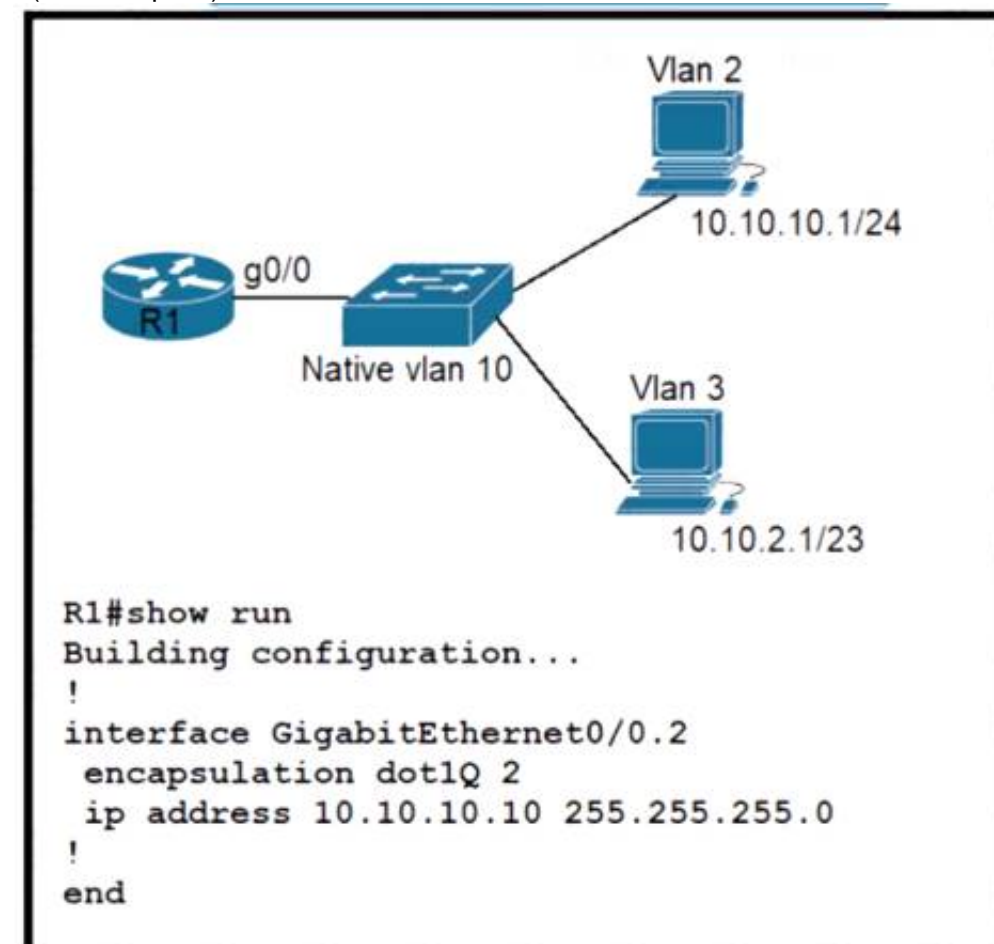 Vlan 2
10.10.10.1/24
g0/0
R1
Native vlan 10
Vlan 3
10.10.2.1/23
R1#show run
Building configuration...
!
interface GigabitEthernet0/0.2
 encapsulation dot1Q 2
 ip address 10.10.10.10 255.255.255.0
!
end